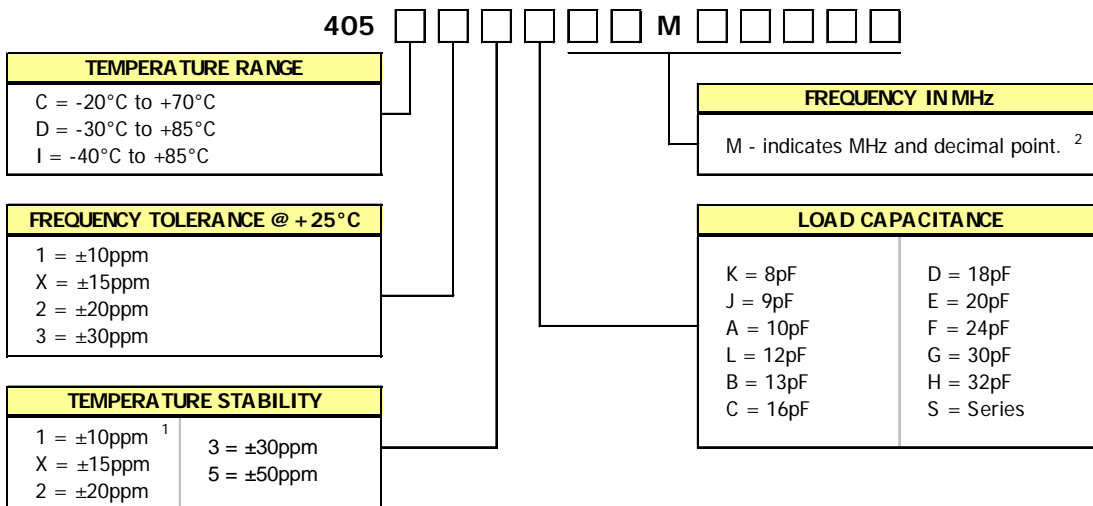 405 M
TEMPERATURE RANGE
C = -20°C to +70°C
D = -30°C to +85°C
I = -40°C to +85°C
FREQUENCY IN MHz
M - indicates MHz and decimal point. 2
FREQUENCY TOLERANCE @ +25°C
1 = ±10ppm
X = ±15ppm
2 = ±20ppm
3 = ±30ppm
LOAD CAPACITANCE
K = 8pF
J = 9pF
A = 10pF
L = 12pF
B = 13pF
C = 16pF
D = 18pF
E = 20pF
F = 24pF
G = 30pF
H = 32pF
S = Series
TEMPERATURE STABILITY
1 = ±10ppm 1
X = ±15ppm
2 = ±20ppm
3 = ±30ppm
5 = ±50ppm